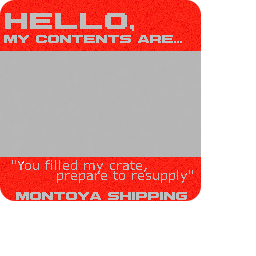 HELLO,
MY CONTENTS ARE...
"You filled my crate,
prepare to resupply"
MONTOYA SHIPPING